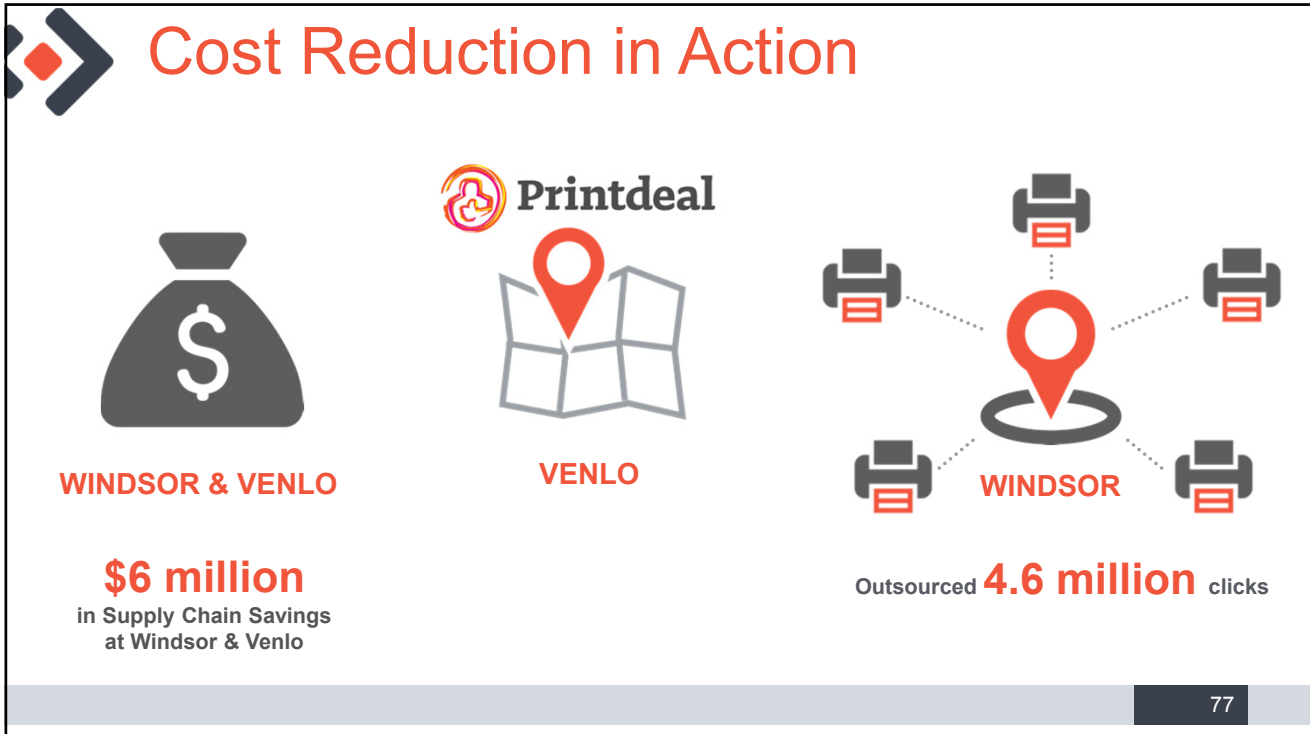 Cost Reduction in Action
$
WINDSOR & VENLO
$6 million
in Supply Chain Savings
at Windsor & Venlo
Printdeal
VENLO
WINDSOR
Outsourced 4.6 million clicks
77